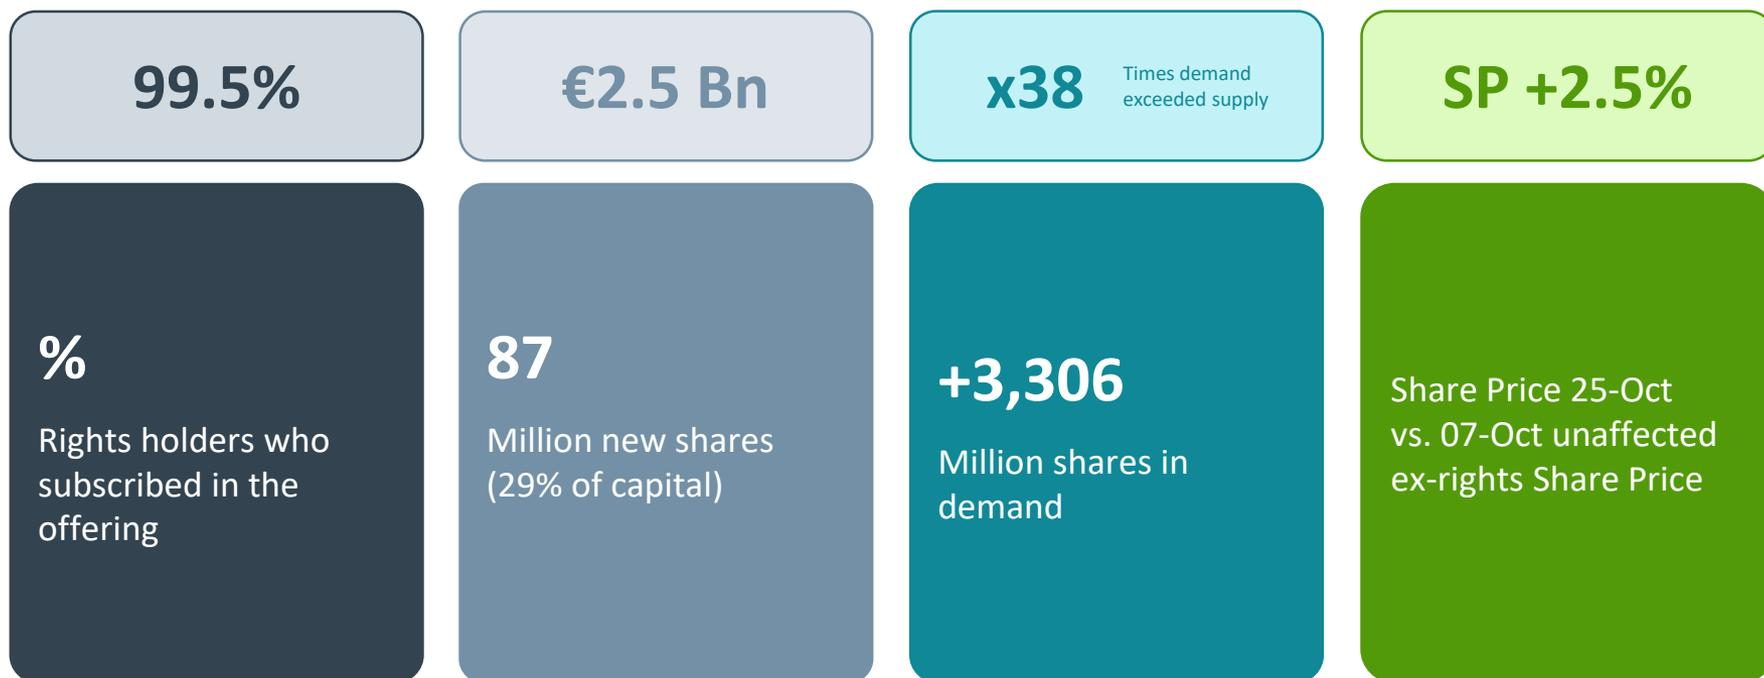 99.5%
€2.5 Bn
x38
Times demand
exceeded supply
SP +2.5%
%
Rights holders who
subscribed in the
offering
87
Million new shares
(29% of capital)
+3,306
Million shares in
demand
Share Price 25-Oct
vs. 07-Oct unaffected
ex-rights Share Price